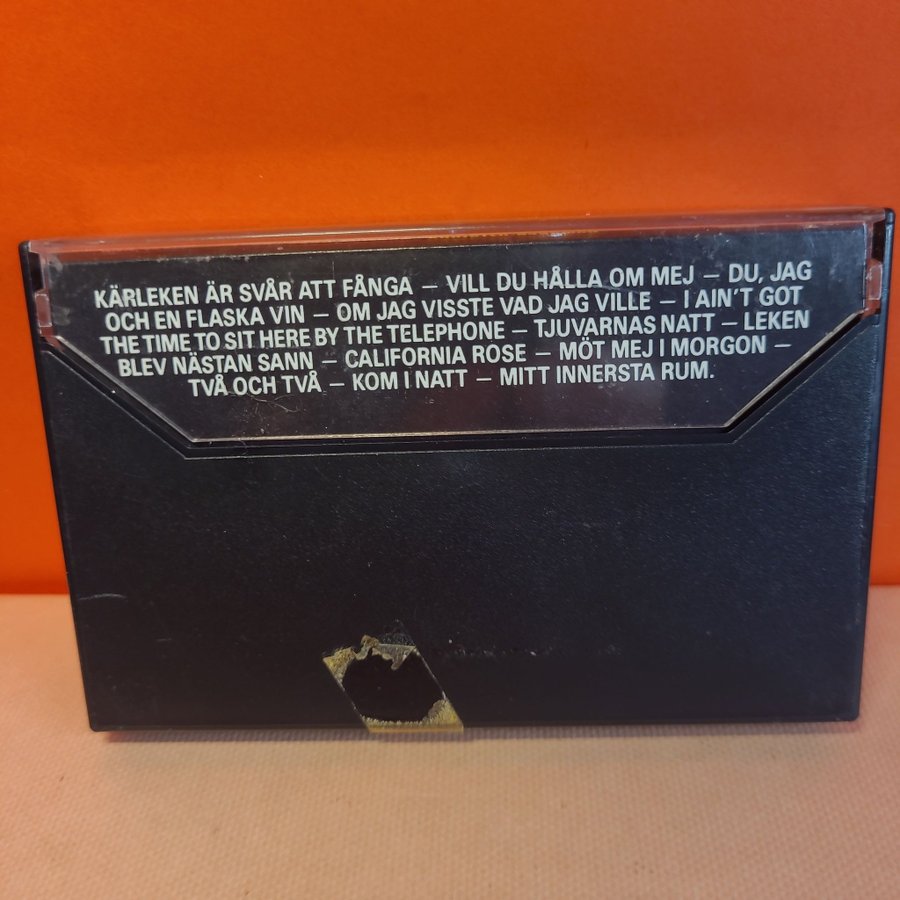 KÄRLEKEN ÄR SVÅR ATT FÅNGA – VILL DU HÅLLA OM MEJ – DU, JAG
OCH EN FLASKA VIN – OM JAG VISSTE VAD JAG VILLE – I AIN'T GOT
THE TIME TO SIT HERE BY THE TELEPHONE – TJUVARNAS NATT – LEKEN
BLEV NÄSTAN SANN – CALIFORNIA ROSE – MÖT MEJ I MORGON –
TVÅ OCH TVÅ – KOM I NATT – MITT INNERSTA RUM.